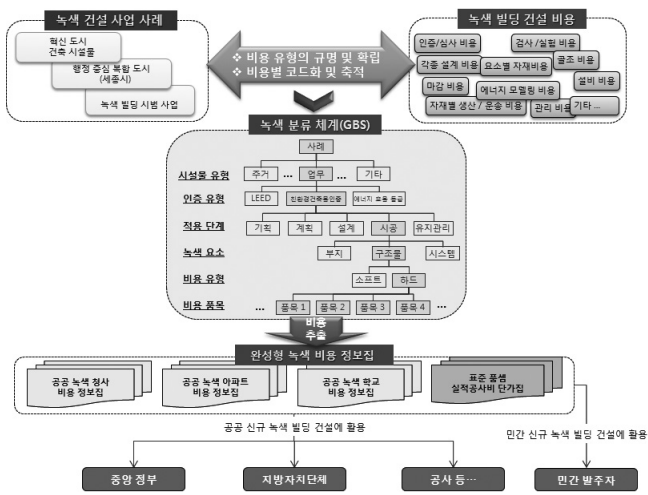 녹색 건설 사업 사례
혁신 도시
건축 시설물
행정 중심 복합 도시
(세종시)
녹색 빌딩 시범 사업
❖ 비용 유형의 규명 및 확립
❖ 비용별 코드화 및 축적
녹색 빌딩 건설 비용
인증/심사 비용
검사 /실험 비용
각종 설계 비용
요소별 자재비용
골조 비용
설비 비용
마감 비용
에너지 모델링 비용
자재별 생산 / 운송 비용
관리 비용
기타 ...
녹색 분류 체계(GBS)
사례
시설물 유형
주거
...
업무
...
기타
인증 유형
LEED
친환경건축물인증
에너지 효율 등급
적용 단계
기획
계획
설계
시공
유지관리
녹색 요소
부지
구조물
시스템
비용 유형
소프트
하드
비용 품목
...
품목 1
품목 2
품목 3
품목 4
...
비용
추출
완성형 녹색 비용 정보집
공공 녹색 청사
비용 정보집
공공 녹색 아파트
비용 정보집
공공 녹색 학교
비용 정보집
표준 품쌤
실적공사비 단가집
공공 신규 녹색 빌딩 건설에 활용
민간 신규 녹색 빌딩 건설에 활용
중앙 정부
지방자치단체
공사 등…
민간 발주자